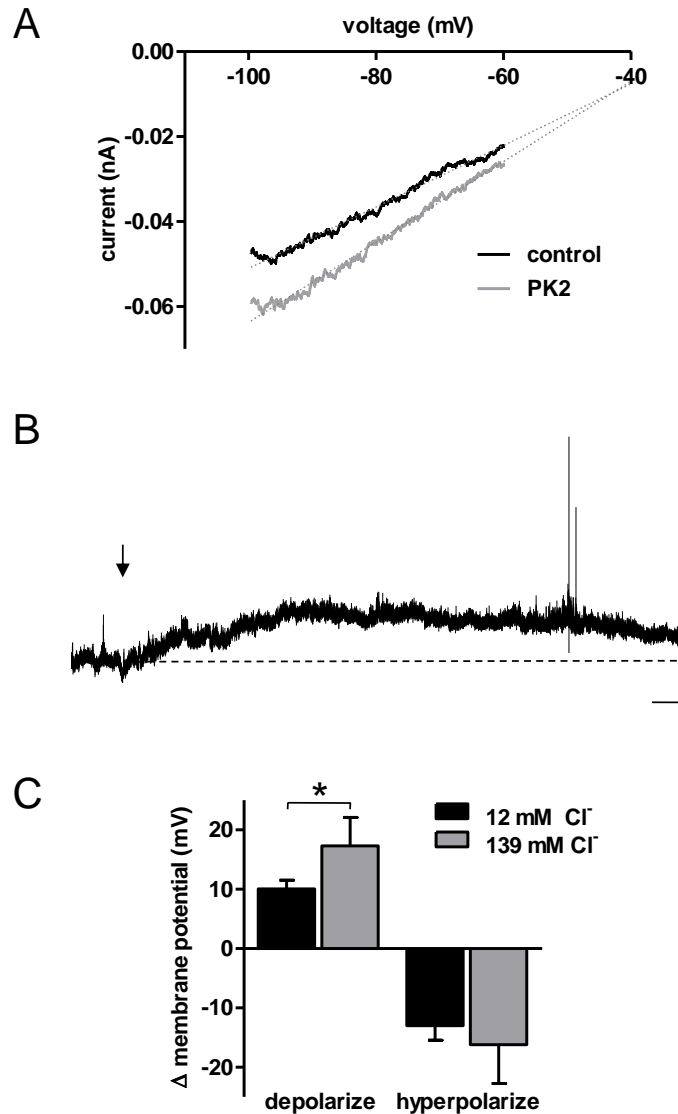 A
voltage (mV)
0.00
-100 -80 -60 -40
-0.02
-0.04
-0.06
current (nA)
control
PK2
B
C
*
12 mM Cl⁻
139 mM Cl⁻
20
10
0
-10
-20
Δ membrane potential (mV)
depolarize hyperpolarize